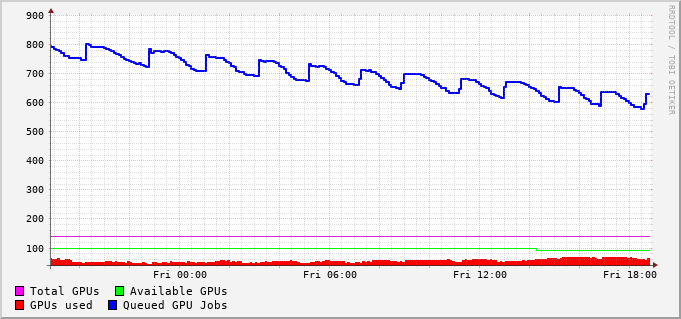 900
800
700
600
500
400
300
200
100
Fri 00:00 Fri 06:00 Fri 12:00 Fri 18:00
Total GPUs Available GPUs
GPUs used Queued GPU Jobs
RRDTOOL / TOBI OETIKER